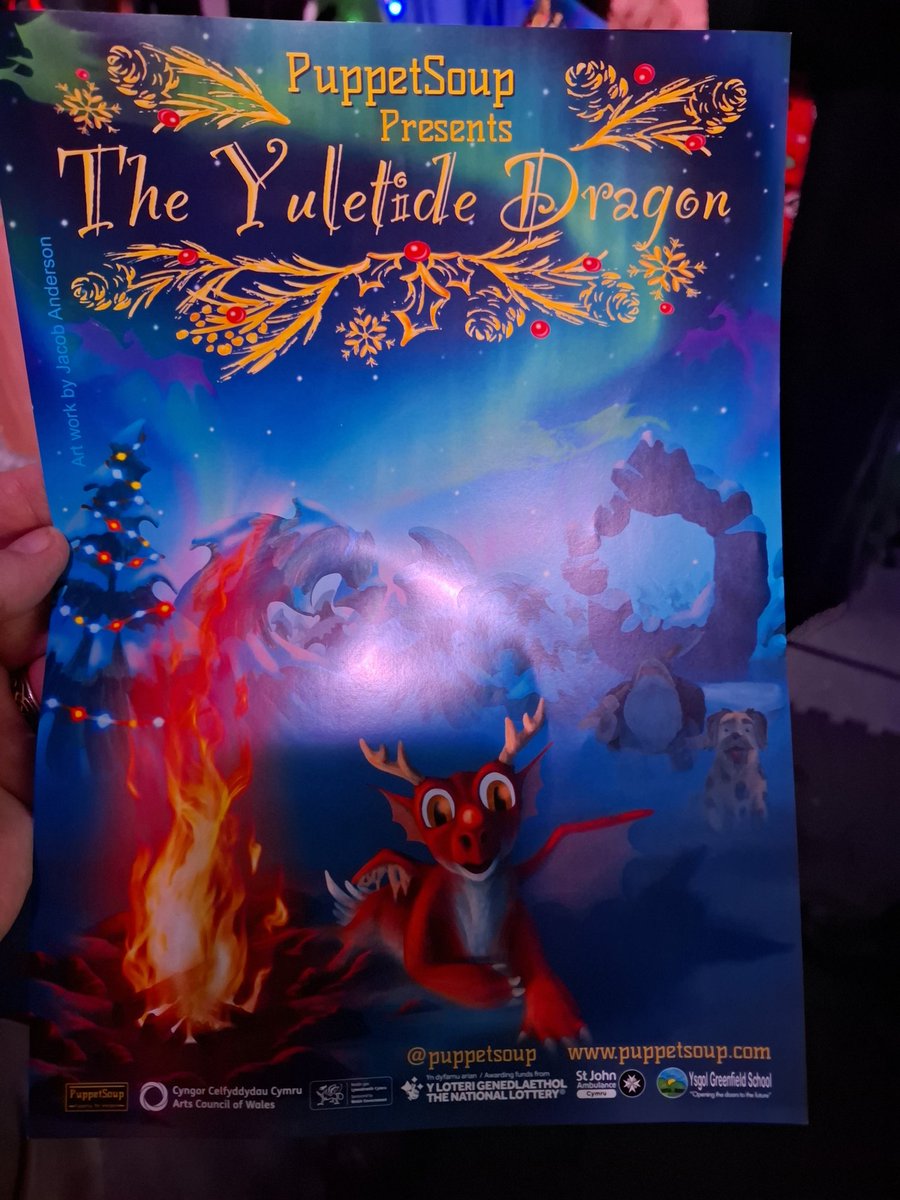 PuppetSoup
Presents
The Yuletide Dragon
Art work by Jacob Anderson
@puppetsoup www.puppetsoup.com
PuppetSoup
Cyngor Celfyddydau Cymru
Arts Council of Wales
Yn dyfarnu arian / Awarding funds from
Y LOTERI GENEDLAETHOL
THE NATIONAL LOTTERY®
St John
Ambulance
Cymru
Ysgol Greenfield School
"Opening the doors to the future"